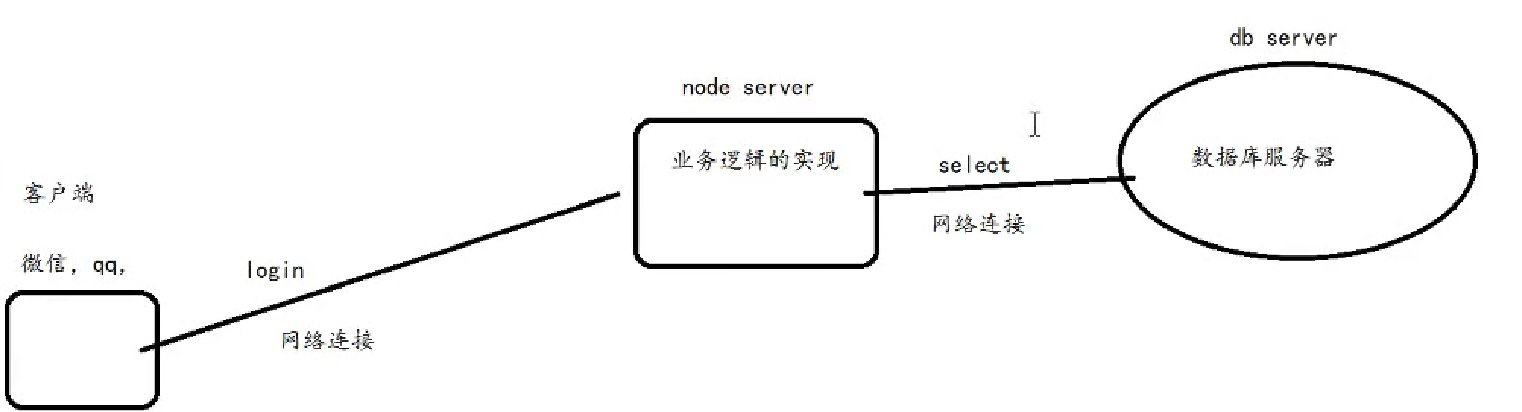 db server
node server
业务逻辑的实现
数据库服务器
select
网络连接
客户端
微信，qq，
login
网络连接